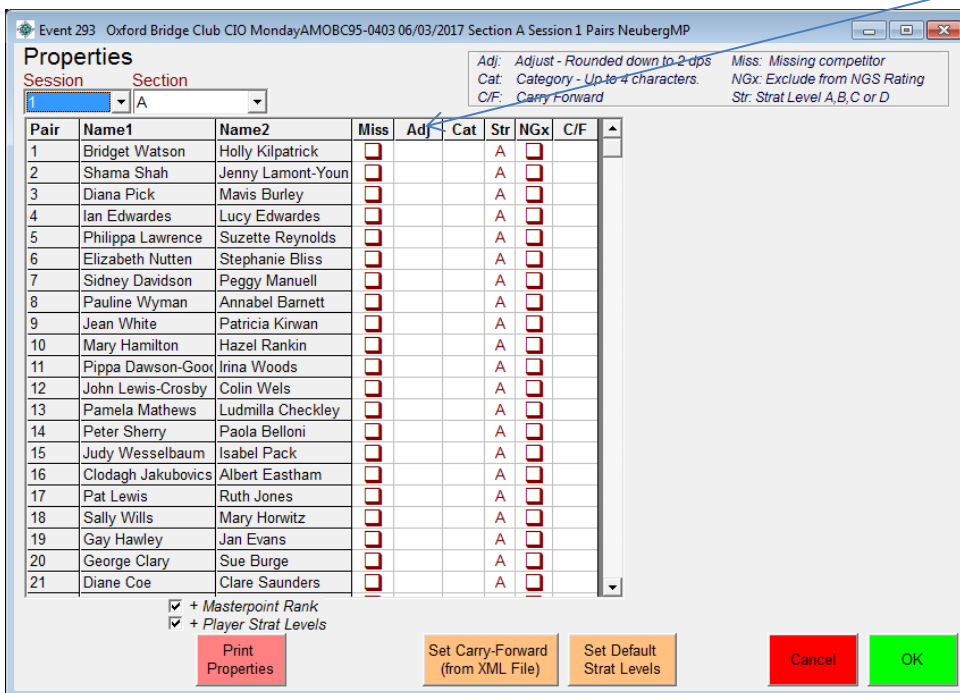 Event 293 Oxford Bridge Club CIO MondayAMOBC95-0403 06/03/2017 Section A Session 1 Pairs NeubergMP
Properties
Session Section
1 A
Adj: Adjust - Rounded down to 2 dps Miss: Missing competitor
Cat: Category - Up to 4 characters. NGx: Exclude from NGS Rating
C/F: Carry Forward Str: Strat Level A,B,C or D
Pair Name1 Name2 Miss Adj Cat Str NGx C/F
1 Bridget Watson Holly Kilpatrick A
2 Shama Shah Jenny Lamont-Youn A
3 Diana Pick Mavis Burley A
4 Ian Edwardes Lucy Edwardes A
5 Philippa Lawrence Suzette Reynolds A
6 Elizabeth Nutten Stephanie Bliss A
7 Sidney Davidson Peggy Manuell A
8 Pauline Wyman Annabel Barnett A
9 Jean White Patricia Kirwan A
10 Mary Hamilton Hazel Rankin A
11 Pippa Dawson-Good Irina Woods A
12 John Lewis-Crosby Colin Wels A
13 Pamela Mathews Ludmilla Checkley A
14 Peter Sherry Paola Belloni A
15 Judy Wesselbaum Isabel Pack A
16 Clodagh Jakubovics Albert Eastham A
17 Pat Lewis Ruth Jones A
18 Sally Wills Mary Horwitz A
19 Gay Hawley Jan Evans A
20 George Clary Sue Burge A
21 Diane Coe Clare Saunders A
+ Masterpoint Rank
+ Player Strat Levels
Print Properties
Set Carry-Forward (from XML File)
Set Default Strat Levels
Cancel
OK